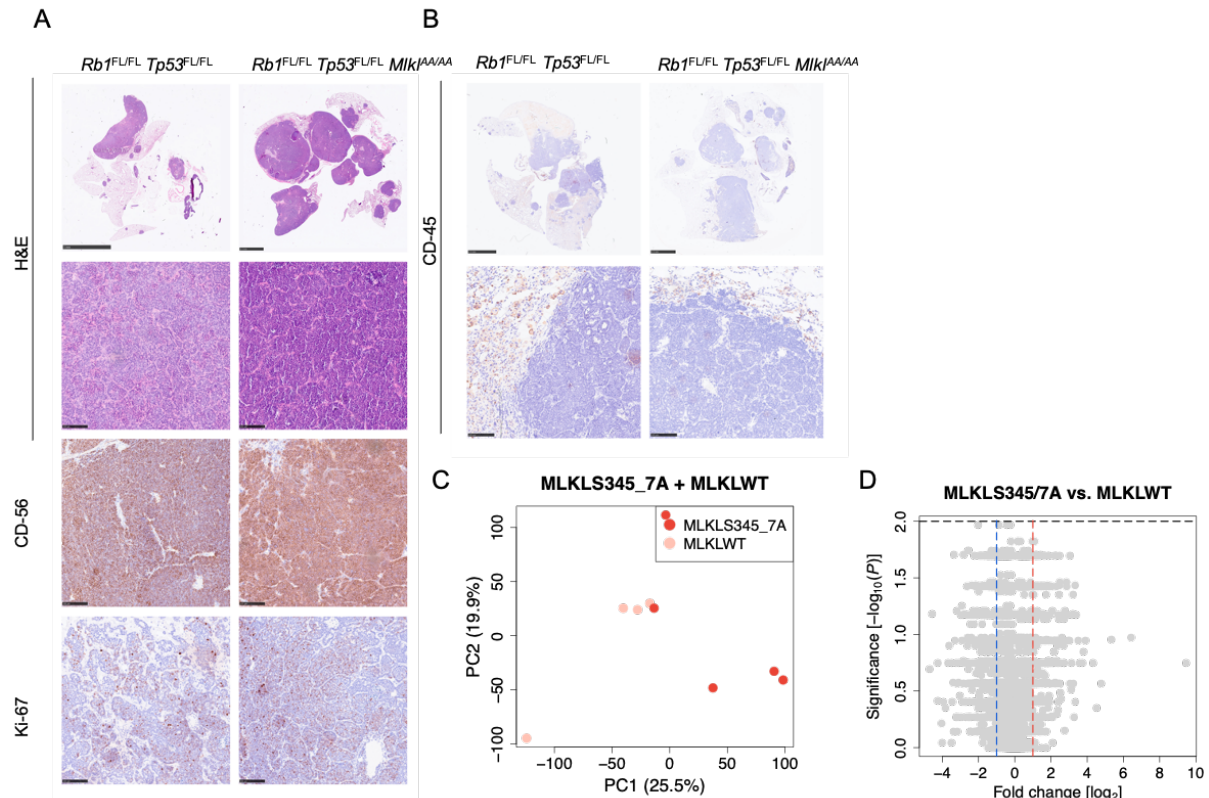 A
B
Rb1FL/FL Tp53FL/FL
Rb1FL/FL Tp53FL/FL MlklAA/AA
Rb1FL/FL Tp53FL/FL
Rb1FL/FL Tp53FL/FL MlklAA/AA
H&E
CD-45
CD-56
Ki-67
C
MLKLS345_7A + MLKLWT
MLKLS345_7A
MLKLWT
PC2 (19.9%)
100
50
0
−50
−100
−100
−50
0
50
100
PC1 (25.5%)
D
MLKLS345/7A vs. MLKLWT
Significance [−log10(P)]
2.0
1.5
1.0
0.5
0.0
−4
−2
0
2
4
6
8
10
Fold change [log2]